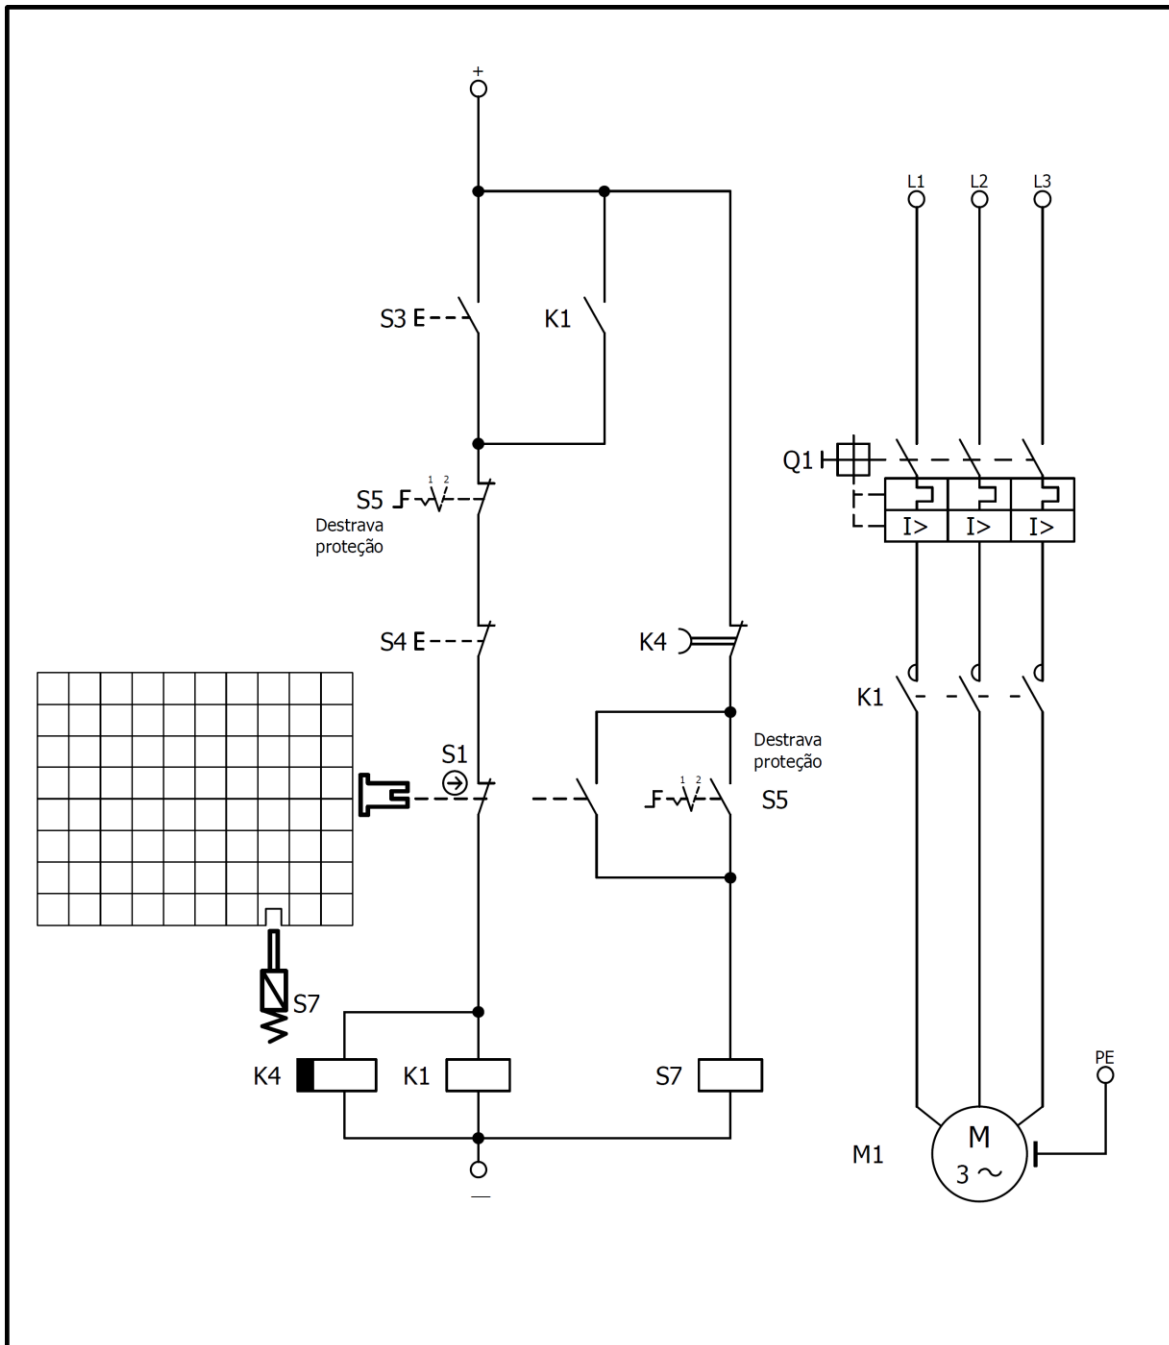 +
L1 L2 L3
S3 K1
Q1
1 2
S5
Destrava
proteção
I> I> I>
S4 K4
K1
S1
Destrava
proteção
1 2
S5
S7
K4 K1 S7
PE
M1
M
3 ~
—